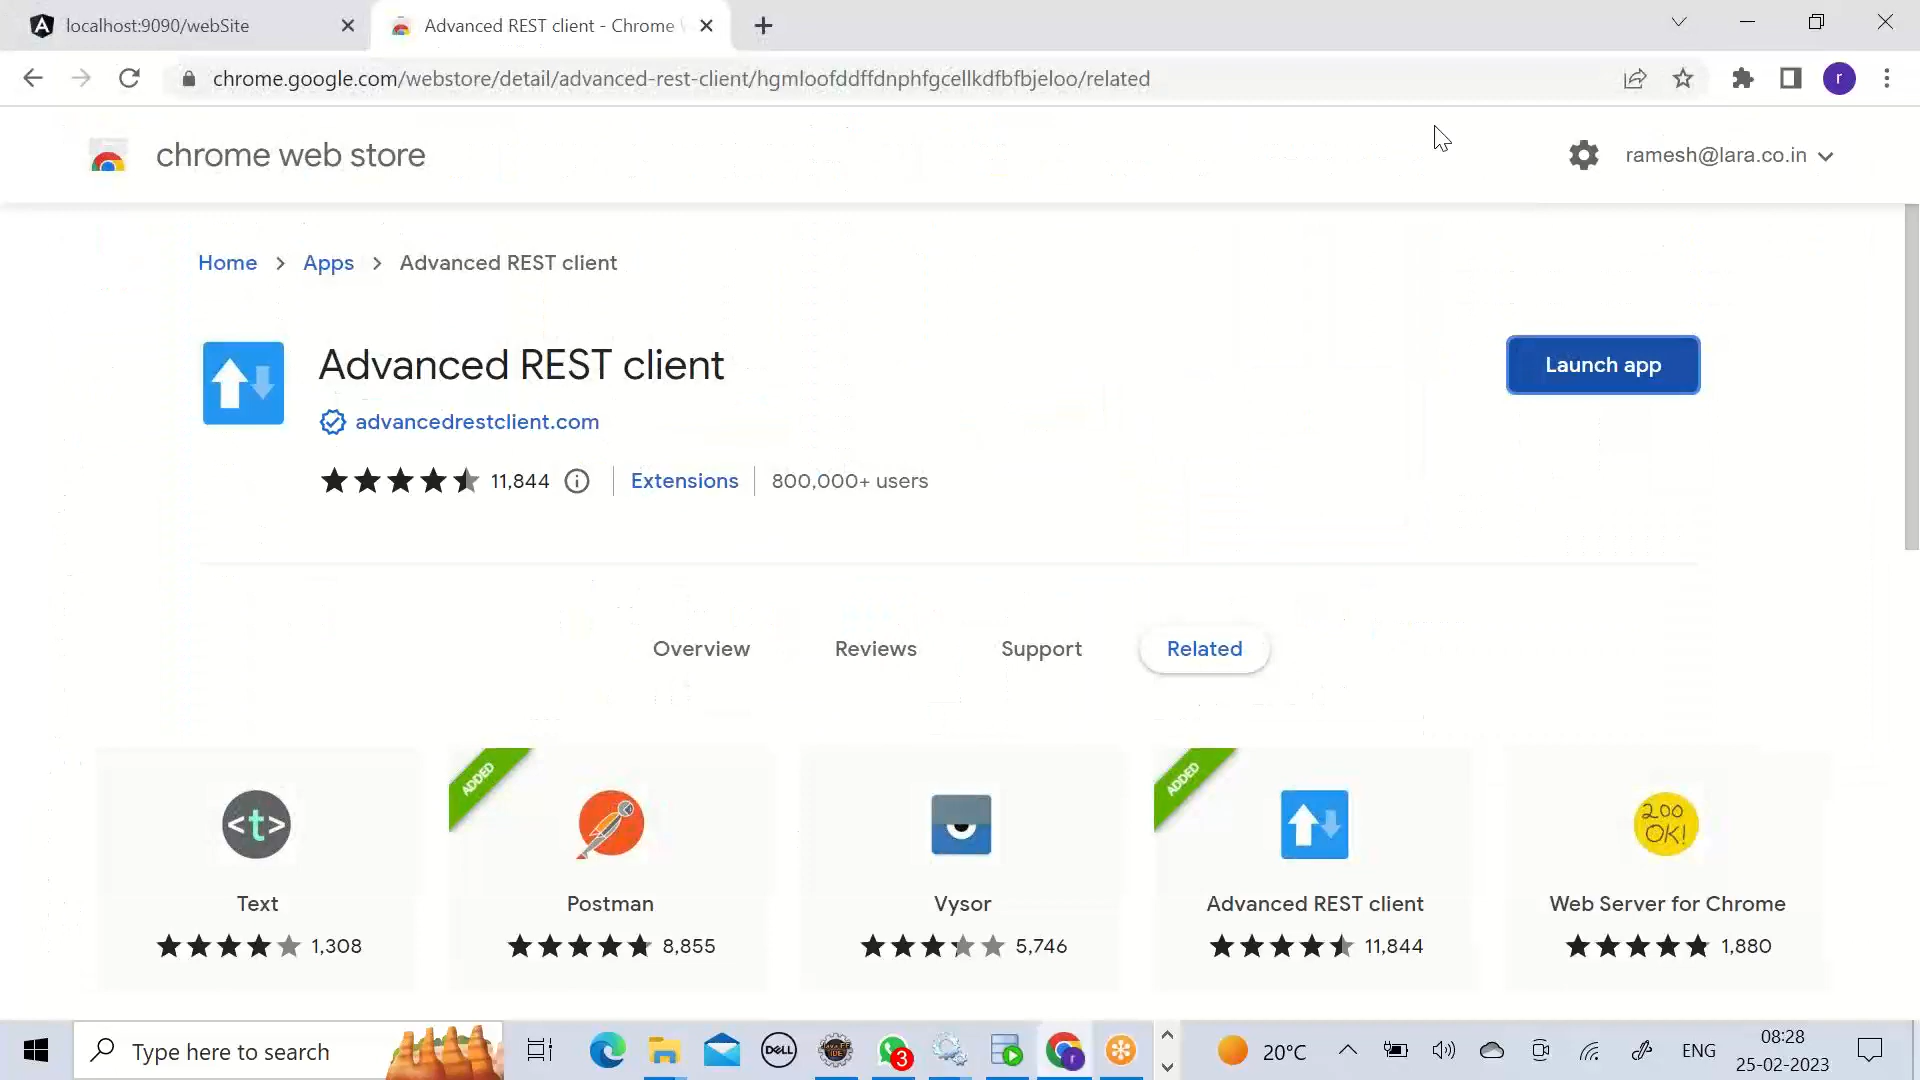 localhost:9090/webSite
Advanced REST client - Chrome
chrome.google.com/webstore/detail/advanced-rest-client/hgmloofddffdnphfgcellkdfbfbjeloo/related
r
chrome web store
ramesh@lara.co.in
Home > Apps > Advanced REST client
Advanced REST client
Launch app
advancedrestclient.com
11,844
Extensions
800,000+ users
Overview
Reviews
Support
Related
ADDED
ADDED
<t>
200
OK!
Text
Postman
Vysor
Advanced REST client
Web Server for Chrome
1,308
8,855
5,746
11,844
1,880
Type here to search
DELL
IDE
3
r
20°C
ENG
08:28
25-02-2023